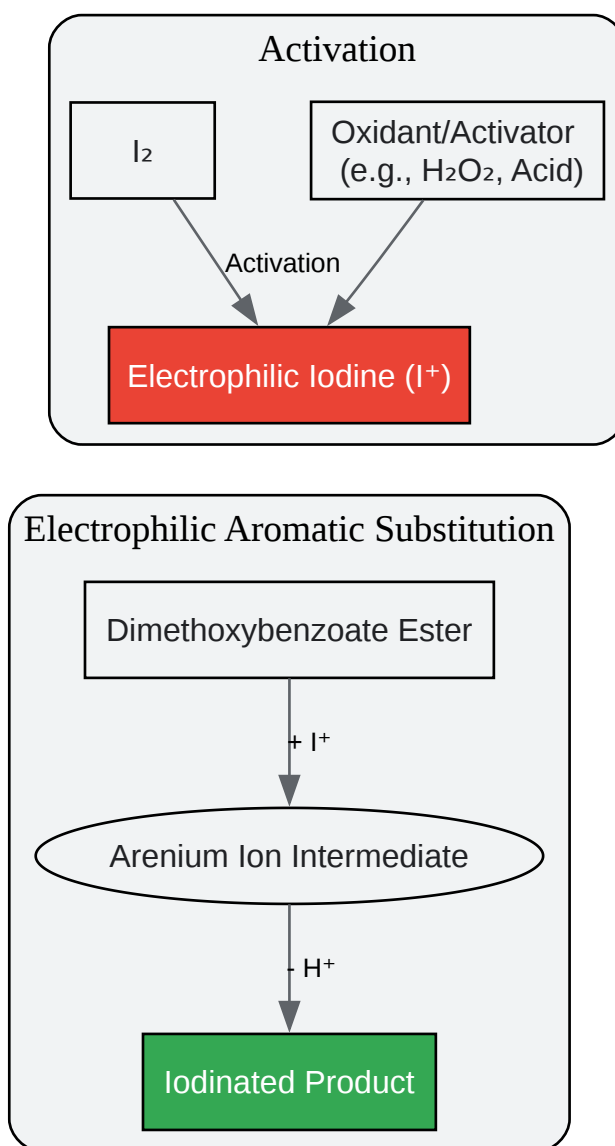 Activation
I₂
Oxidant/Activator
(e.g., H₂O₂, Acid)
Activation
Electrophilic Iodine (I⁺)
Electrophilic Aromatic Substitution
Dimethoxybenzoate Ester
+ I⁺
Arenium Ion Intermediate
- H⁺
Iodinated Product